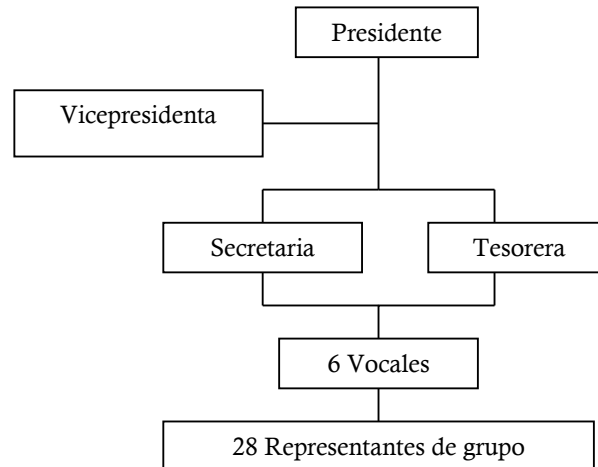 Presidente
Vicepresidenta
Secretaria
Tesorera
6 Vocales
28 Representantes de grupo